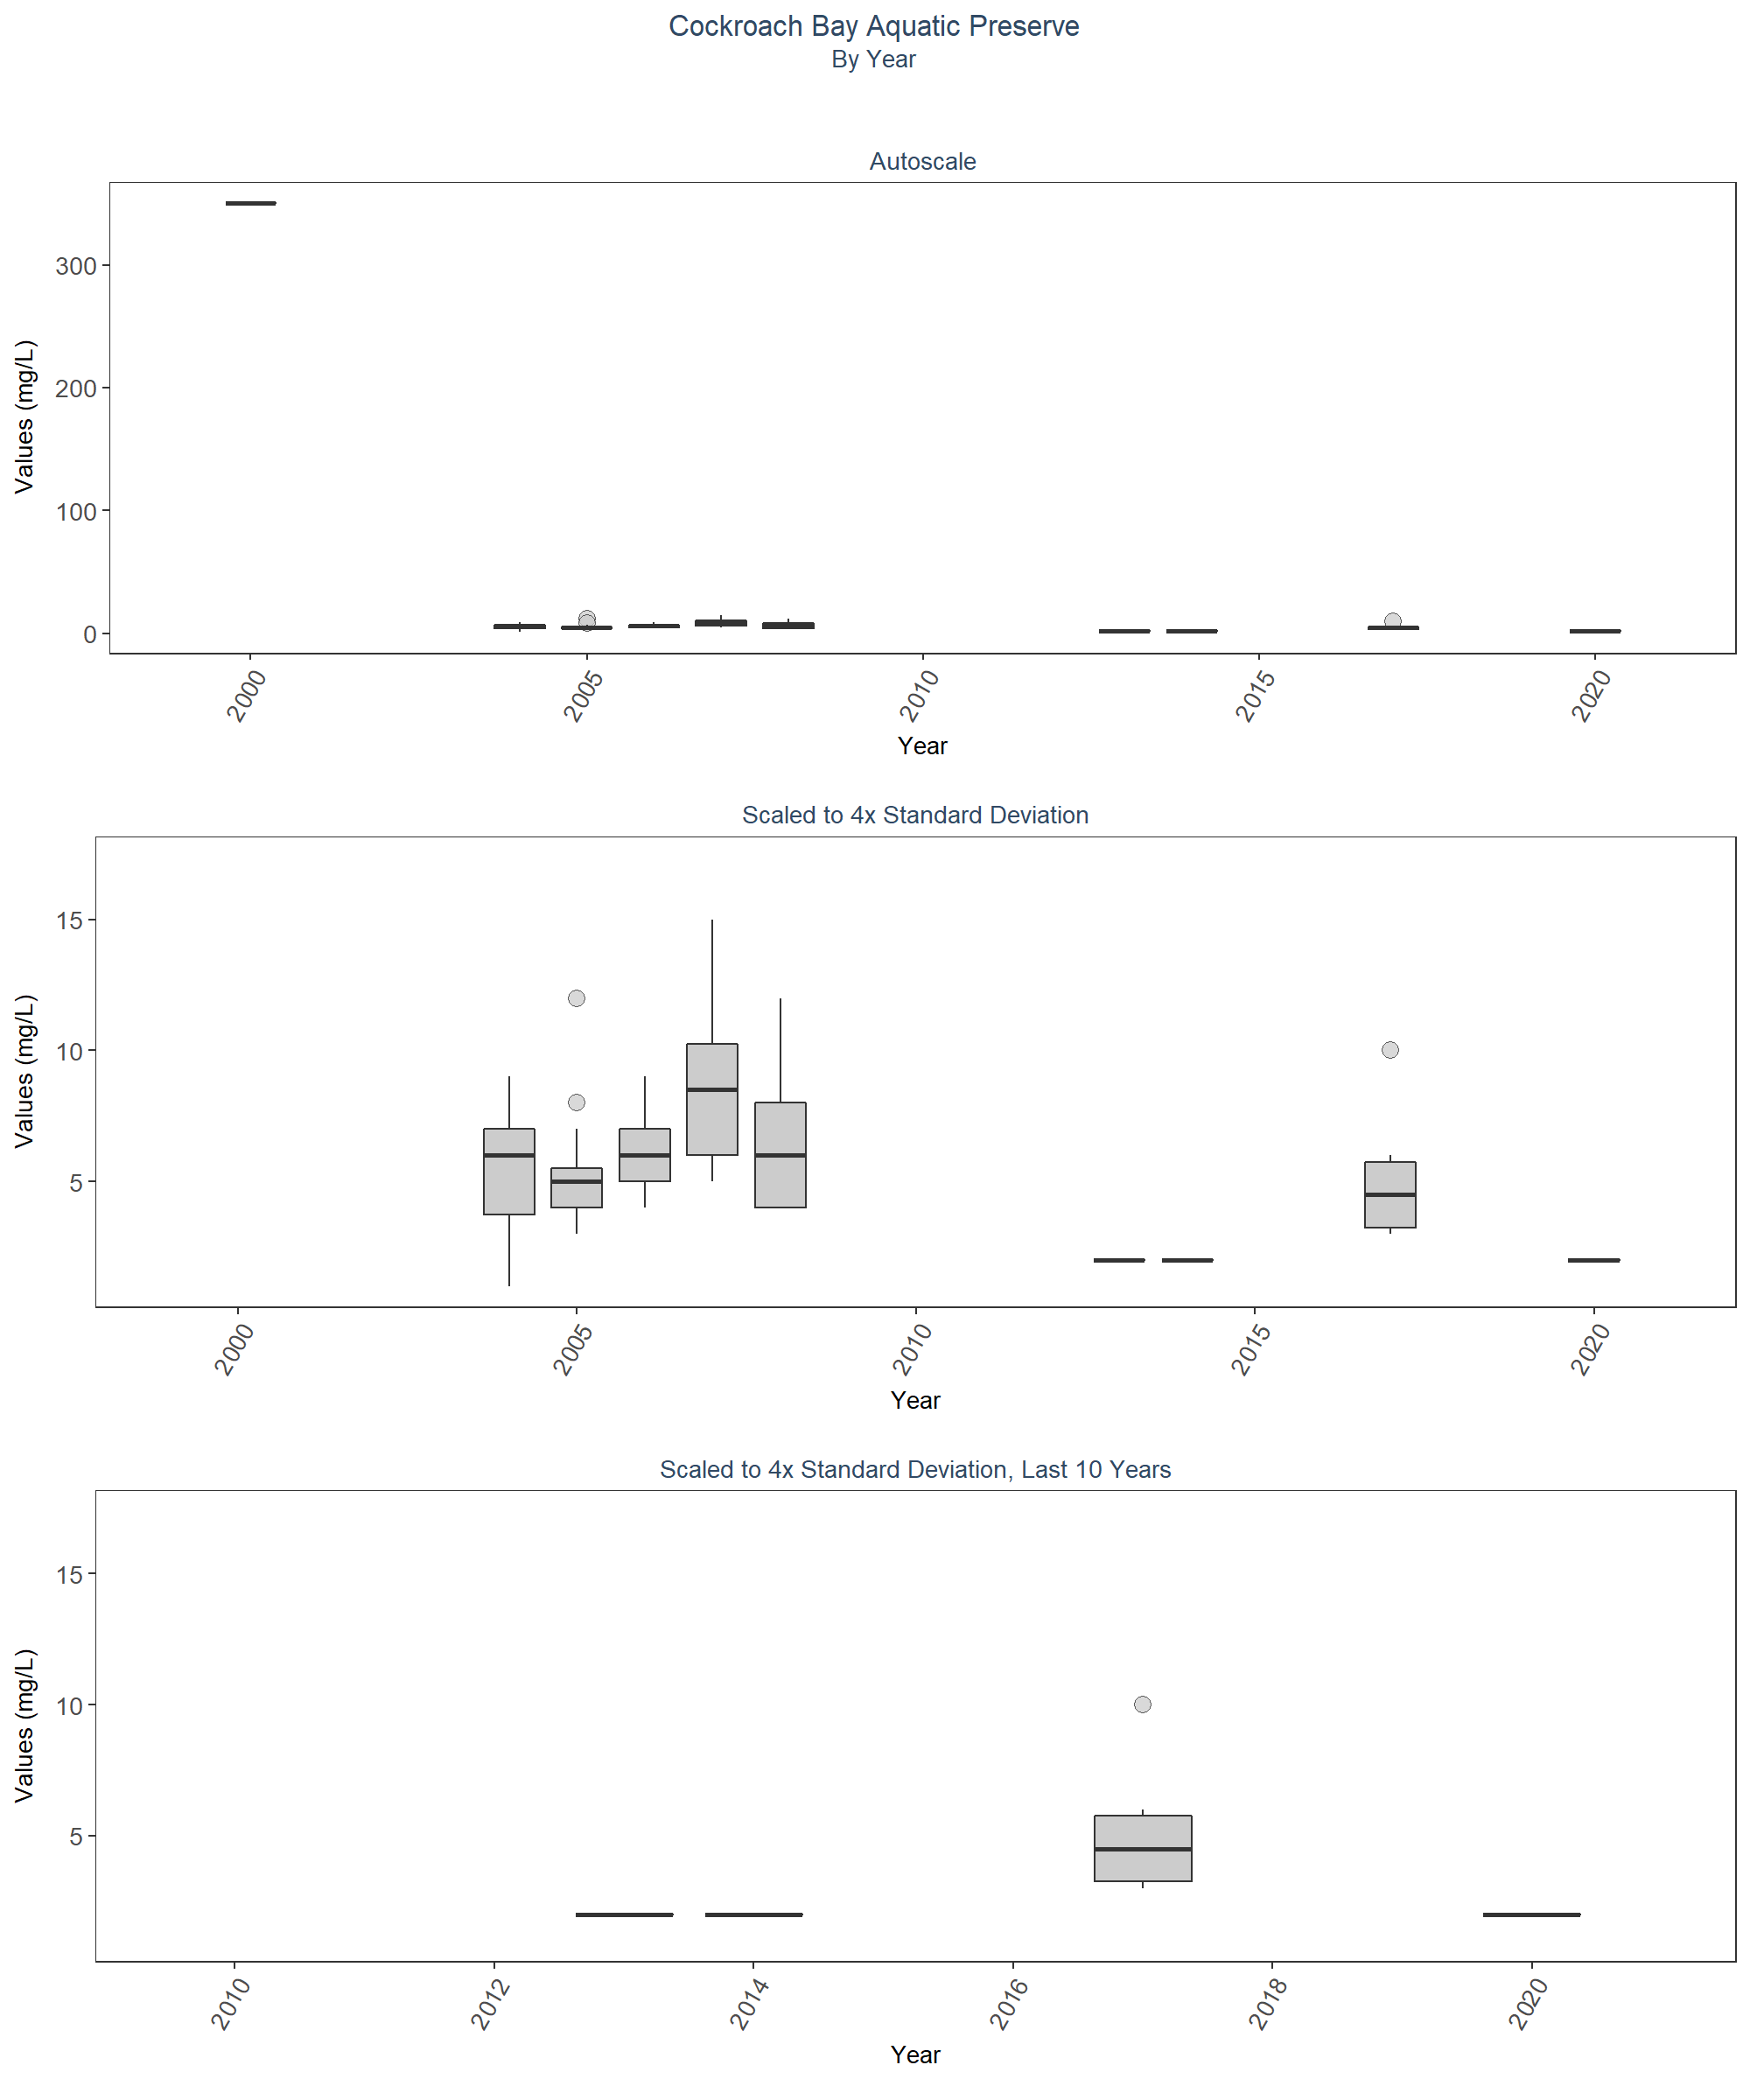 Cockroach Bay Aquatic Preserve
By Year
Autoscale
Values (mg/L)
300
200
100
0
2000
2005
2010
2015
2020
Year
Scaled to 4x Standard Deviation
Values (mg/L)
15
10
5
2000
2005
2010
2015
2020
Year
Scaled to 4x Standard Deviation, Last 10 Years
Values (mg/L)
15
10
5
2010
2012
2014
2016
2018
2020
Year